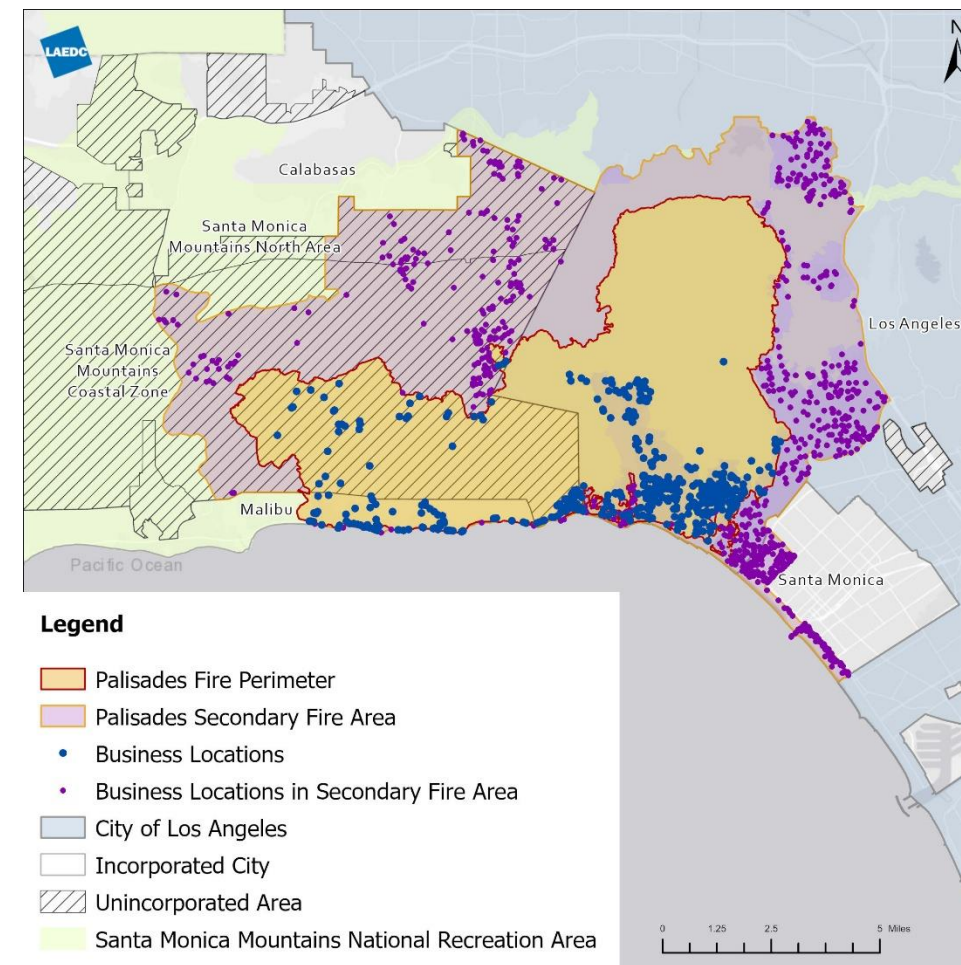 LAEDC
N
Calabasas
Santa Monica
Mountains North Area
Los Angeles
Santa Monica
Mountains
Coastal Zone
Malibu
Pacific Ocean
Santa Monica
Legend
Palisades Fire Perimeter
Palisades Secondary Fire Area
Business Locations
Business Locations in Secondary Fire Area
City of Los Angeles
Incorporated City
Unincorporated Area
Santa Monica Mountains National Recreation Area
0 1.25 2.5 5 Miles